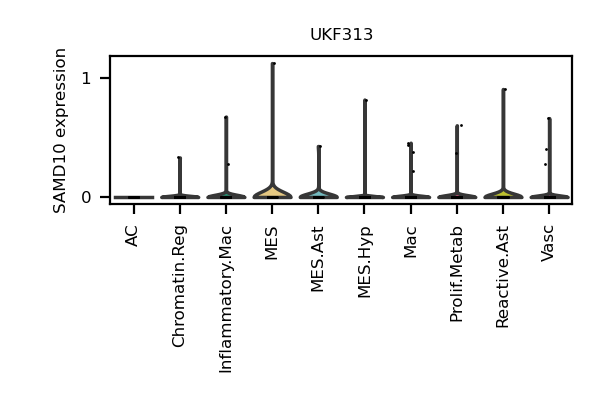 UKF313
SAMD10 expression
1
0
AC
Chromatin.Reg
Inflammatory.Mac
MES
MES.Ast
MES.Hyp
Mac
Prolif.Metab
Reactive.Ast
Vasc